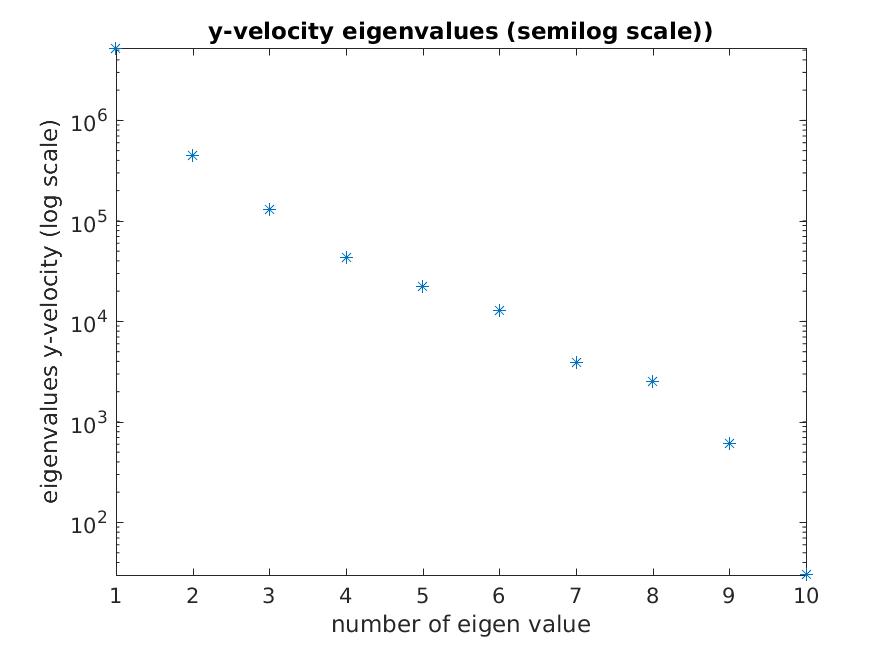 y-velocity eigenvalues (semilog scale))
eigenvalues y-velocity (log scale)
10^6
10^5
10^4
10^3
10^2
1 2 3 4 5 6 7 8 9 10
number of eigen value